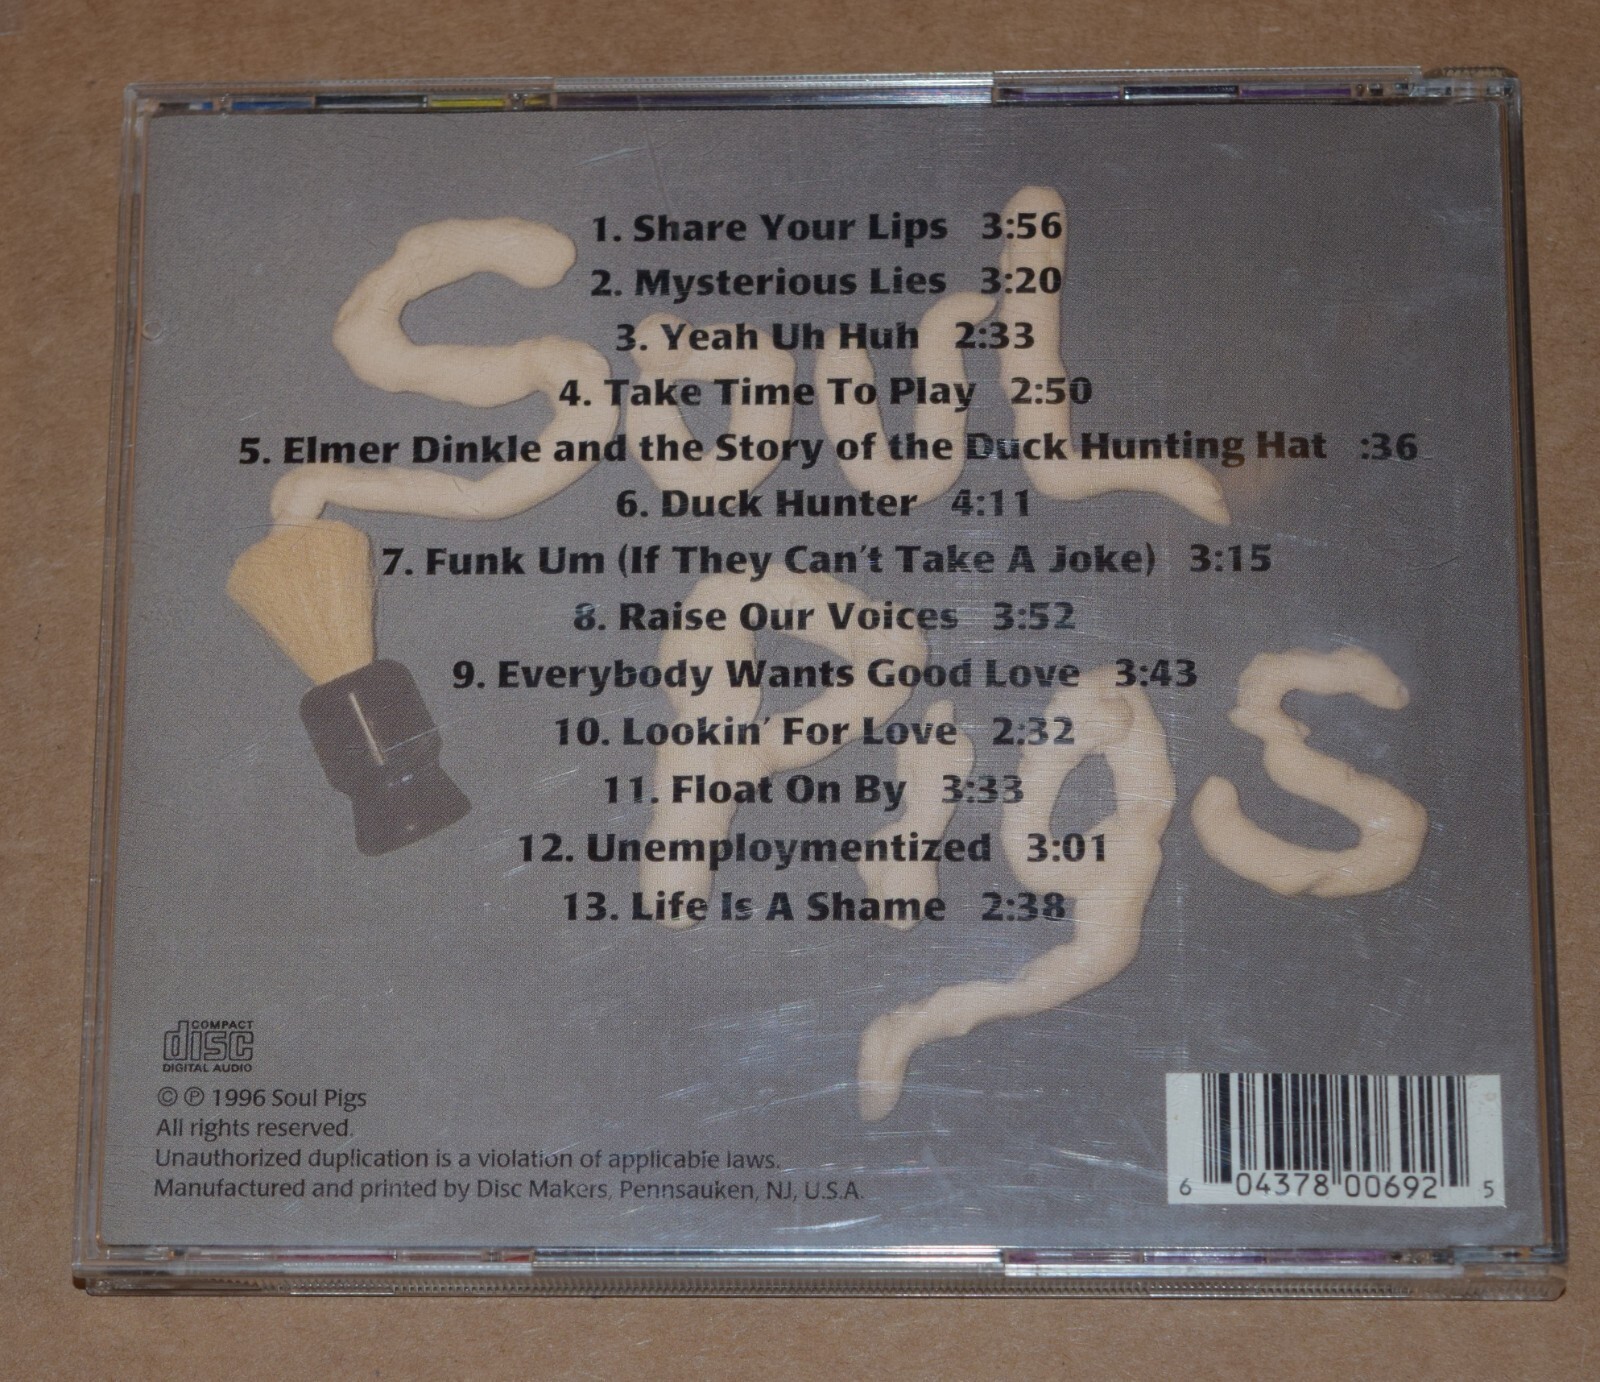 Soul
Pigs
1. Share Your Lips 3:56
2. Mysterious Lies 3:20
3. Yeah Uh Huh 2:33
4. Take Time To Play 2:50
5. Elmer Dinkle and the Story of the Duck Hunting Hat :36
6. Duck Hunter 4:11
7. Funk Um (If They Can't Take A Joke) 3:15
8. Raise Our Voices 3:52
9. Everybody Wants Good Love 3:43
10. Lookin' For Love 2:32
11. Float On By 3:33
12. Unemploymentized 3:01
13. Life Is A Shame 2:38
COMPACT
disc
DIGITAL AUDIO
© ℗ 1996 Soul Pigs
All rights reserved.
Unauthorized duplication is a violation of applicable laws.
Manufactured and printed by Disc Makers, Pennsauken, NJ, U.S.A.
6 04378 00692 5